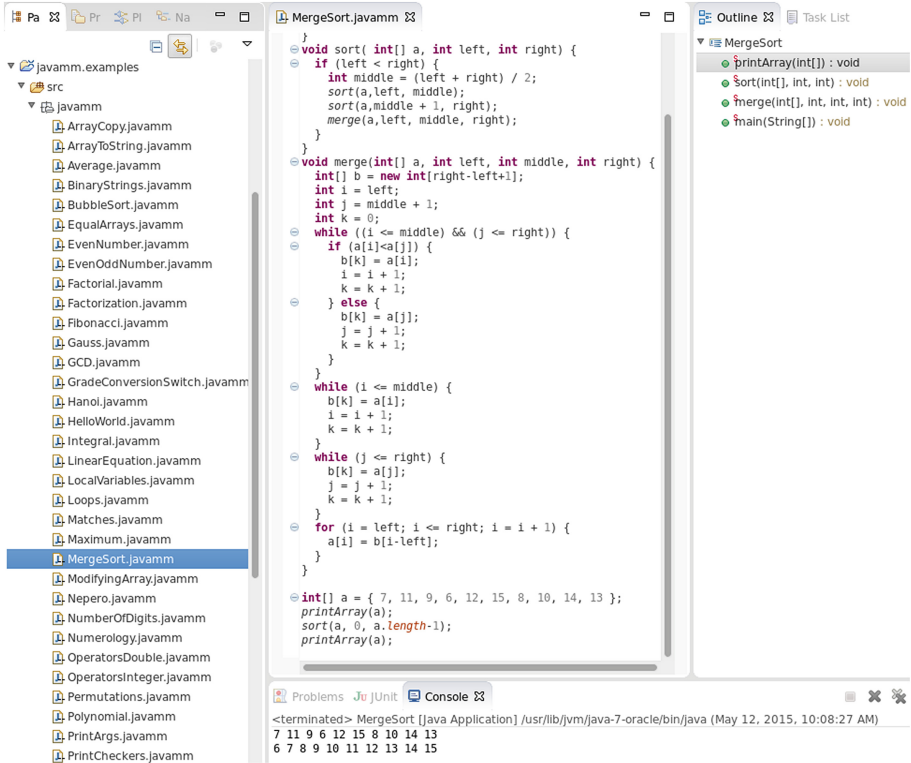 Pa
Pr
Pl
Na
javamm.examples
src
javamm
ArrayCopy.javamm
ArrayToString.javamm
Average.javamm
BinaryStrings.javamm
BubbleSort.javamm
EqualArrays.javamm
EvenNumber.javamm
EvenOddNumber.javamm
Factorial.javamm
Factorization.javamm
Fibonacci.javamm
Gauss.javamm
GCD.javamm
GradeConversionSwitch.javamm
Hanoi.javamm
HelloWorld.javamm
Integral.javamm
LinearEquation.javamm
LocalVariables.javamm
Loops.javamm
Matches.javamm
Maximum.javamm
MergeSort.javamm
ModifyingArray.javamm
Nepero.javamm
NumberOfDigits.javamm
Numerology.javamm
OperatorsDouble.javamm
OperatorsInteger.javamm
Permutations.javamm
Polynomial.javamm
PrintArgs.javamm
PrintCheckers.javamm
MergeSort.javamm
}
void sort( int[] a, int left, int right) {
if (left < right) {
int middle = (left + right) / 2;
sort(a,left, middle);
sort(a,middle + 1, right);
merge(a,left, middle, right);
}
}
void merge(int[] a, int left, int middle, int right) {
int[] b = new int[right-left+1];
int i = left;
int j = middle + 1;
int k = 0;
while ((i <= middle) && (j <= right)) {
if (a[i]<a[j]) {
b[k] = a[i];
i = i + 1;
k = k + 1;
} else {
b[k] = a[j];
j = j + 1;
k = k + 1;
}
}
while (i <= middle) {
b[k] = a[i];
i = i + 1;
k = k + 1;
}
while (j <= right) {
b[k] = a[j];
j = j + 1;
k = k + 1;
}
for (i = left; i <= right; i = i + 1) {
a[i] = b[i-left];
}
}
int[] a = { 7, 11, 9, 6, 12, 15, 8, 10, 14, 13 };
printArray(a);
sort(a, 0, a.length-1);
printArray(a);
Outline
Task List
MergeSort
S printArray(int[]) : void
S sort(int[], int, int) : void
S merge(int[], int, int, int) : void
S main(String[]) : void
Problems
Ju JUnit
Console
<terminated> MergeSort [Java Application] /usr/lib/jvm/java-7-oracle/bin/java (May 12, 2015, 10:08:27 AM)
7 11 9 6 12 15 8 10 14 13
6 7 8 9 10 11 12 13 14 15